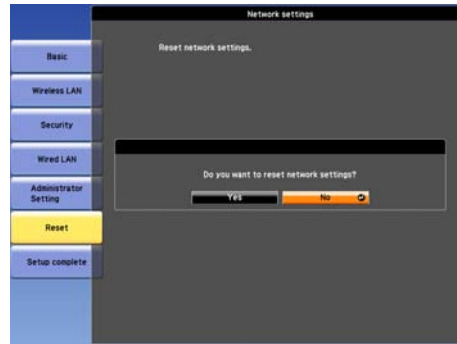 Network settings
Basic
Wireless LAN
Security
Wired LAN
Administrator
Setting
Reset
Setup complete
Reset network settings.
Do you want to reset network settings?
Yes
No